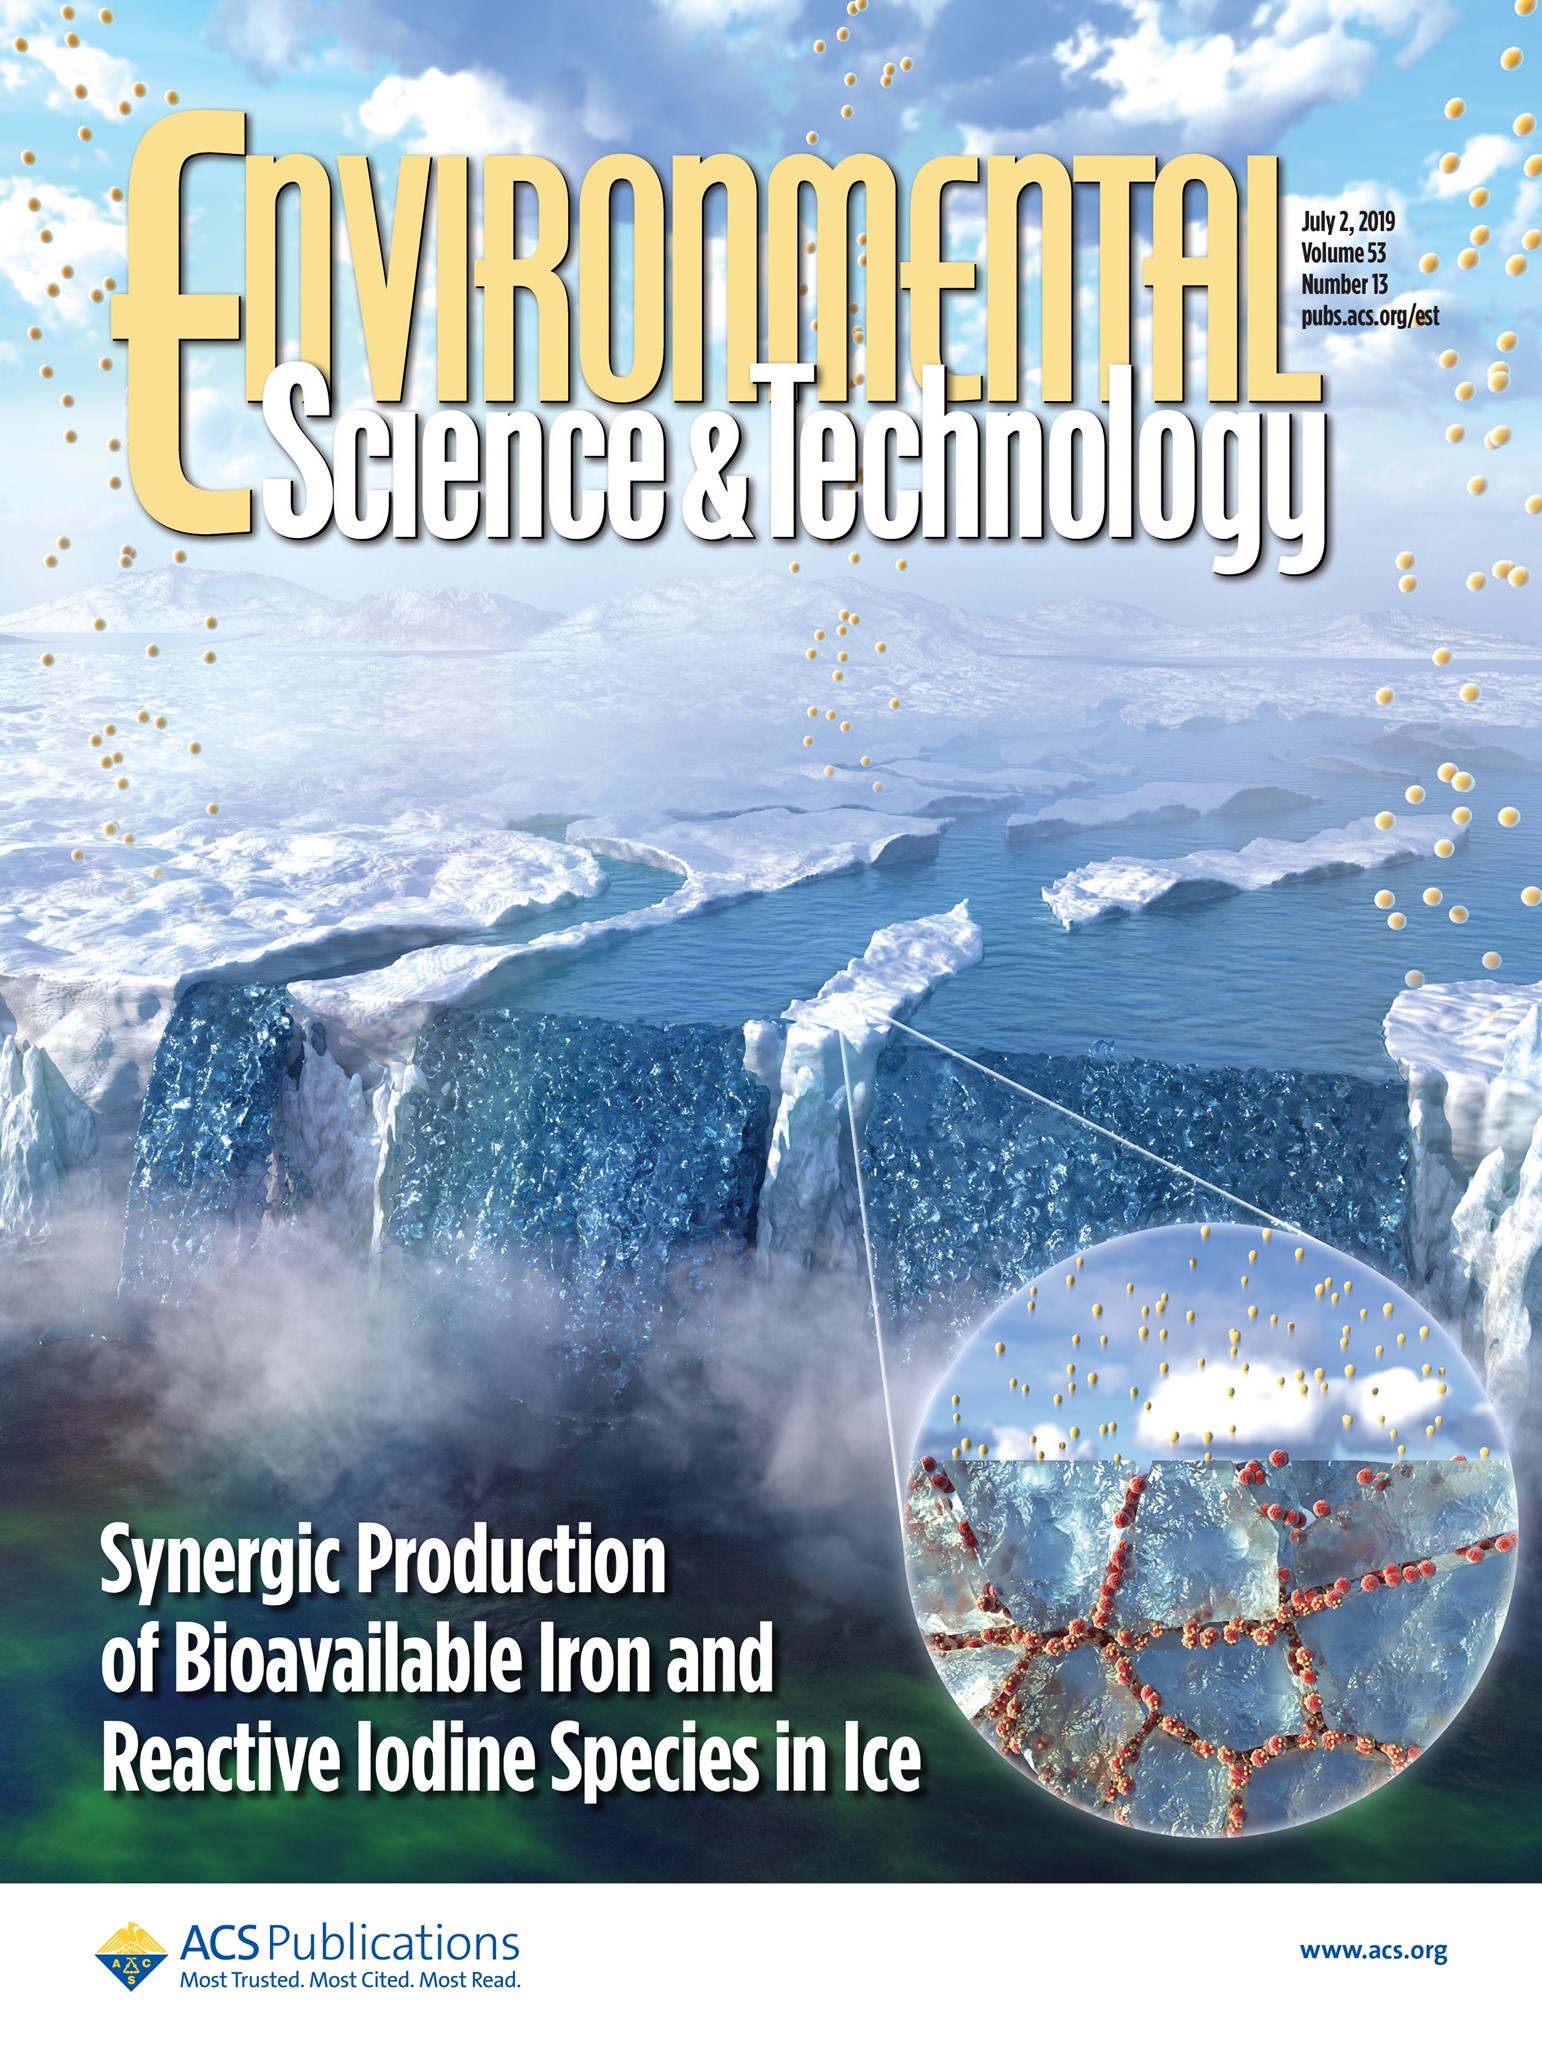 Environmental
Science & Technology
July 2, 2019
Volume 53
Number 13
pubs.acs.org/est
Synergic Production
of Bioavailable Iron and
Reactive Iodine Species in Ice
A C S
ACS Publications
Most Trusted. Most Cited. Most Read.
www.acs.org